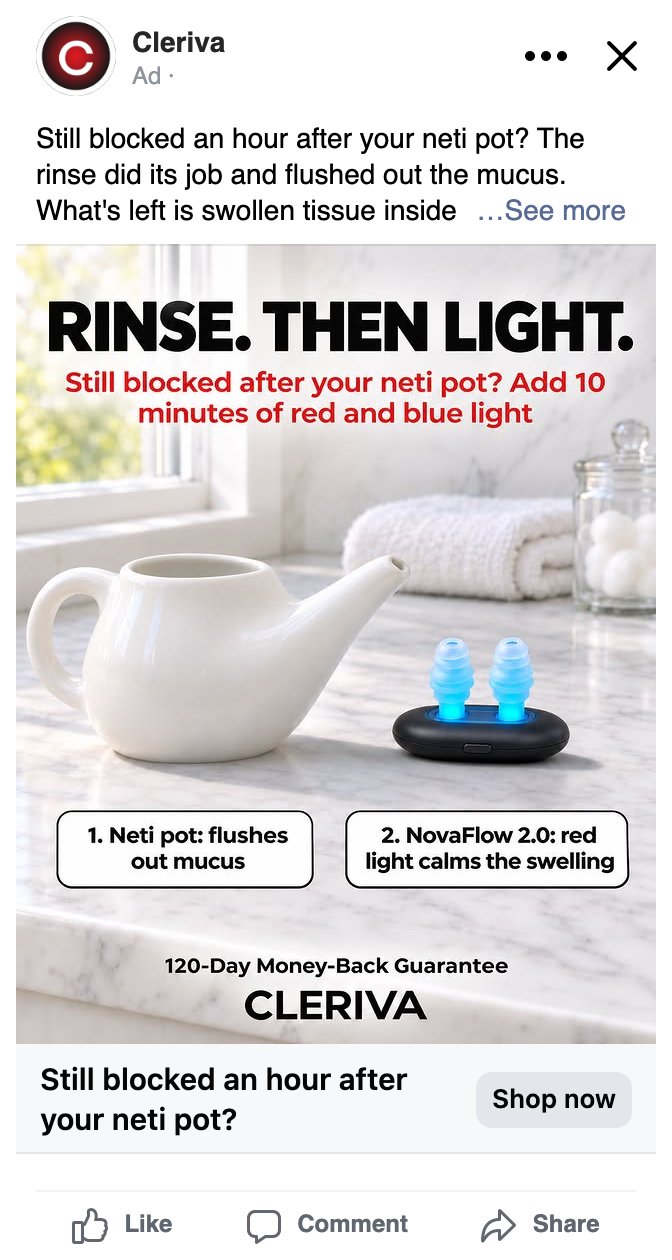 C
Cleriva
Ad ·
Still blocked an hour after your neti pot? The
rinse did its job and flushed out the mucus.
What's left is swollen tissue inside …See more
RINSE. THEN LIGHT.
Still blocked after your neti pot? Add 10
minutes of red and blue light
1. Neti pot: flushes
out mucus
2. NovaFlow 2.0: red
light calms the swelling
120-Day Money-Back Guarantee
CLERIVA
Still blocked an hour after
your neti pot?
Shop now
Like
Comment
Share